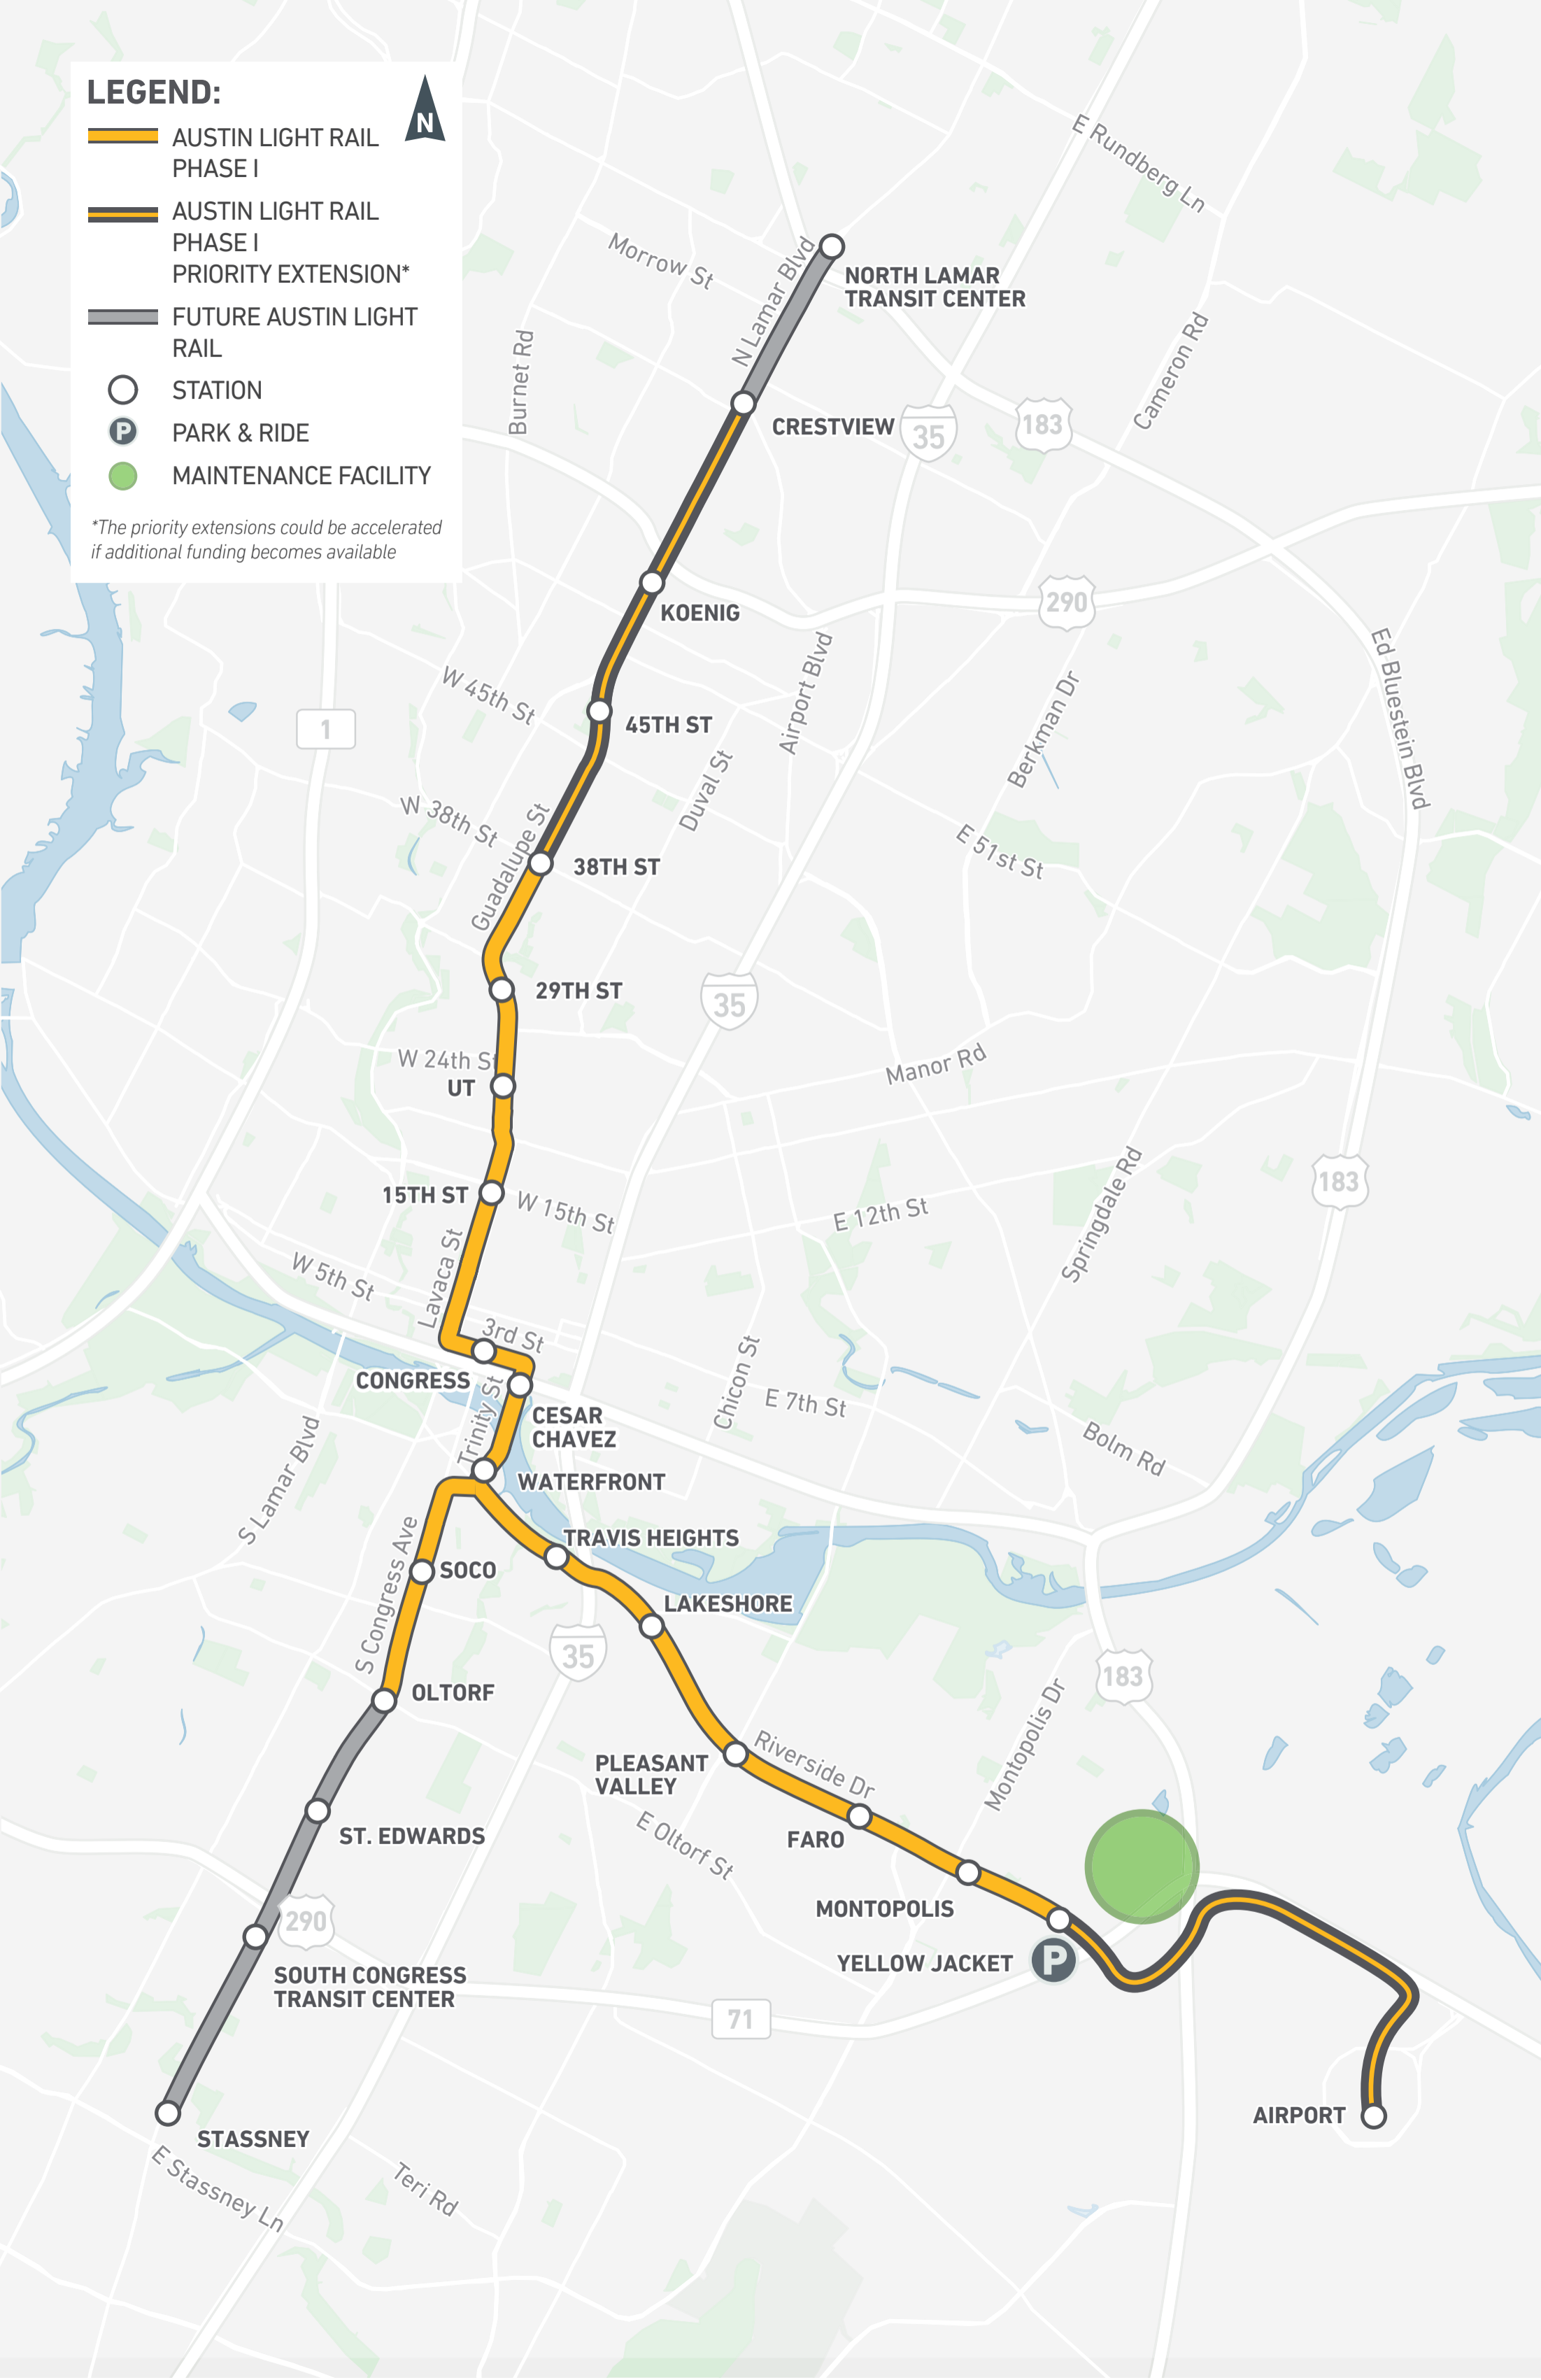 LEGEND:
N
AUSTIN LIGHT RAIL
PHASE I
AUSTIN LIGHT RAIL
PHASE I
PRIORITY EXTENSION*
FUTURE AUSTIN LIGHT
RAIL
STATION
P
PARK & RIDE
MAINTENANCE FACILITY
*The priority extensions could be accelerated
if additional funding becomes available
E Rundberg Ln
Morrow St
N Lamar Blvd
NORTH LAMAR
TRANSIT CENTER
Burnet Rd
Cameron Rd
CRESTVIEW
35
183
KOENIG
290
Ed Bluestein Blvd
W 45th St
45TH ST
1
Airport Blvd
Berkman Dr
Duval St
W 38th St
Guadalupe St
38TH ST
E 51st St
29TH ST
35
W 24th St
UT
Manor Rd
15TH ST
W 15th St
E 12th St
Springdale Rd
183
Lavaca St
W 5th St
3rd St
CONGRESS
Chicon St
E 7th St
Trinity St
CESAR
CHAVEZ
Bolm Rd
S Lamar Blvd
WATERFRONT
TRAVIS HEIGHTS
S Congress Ave
SOCO
LAKESHORE
35
183
OLTORF
Montopolis Dr
PLEASANT
VALLEY
Riverside Dr
ST. EDWARDS
E Oltorf St
FARO
MONTOPOLIS
290
YELLOW JACKET
P
SOUTH CONGRESS
TRANSIT CENTER
71
AIRPORT
STASSNEY
E Stassney Ln
Teri Rd